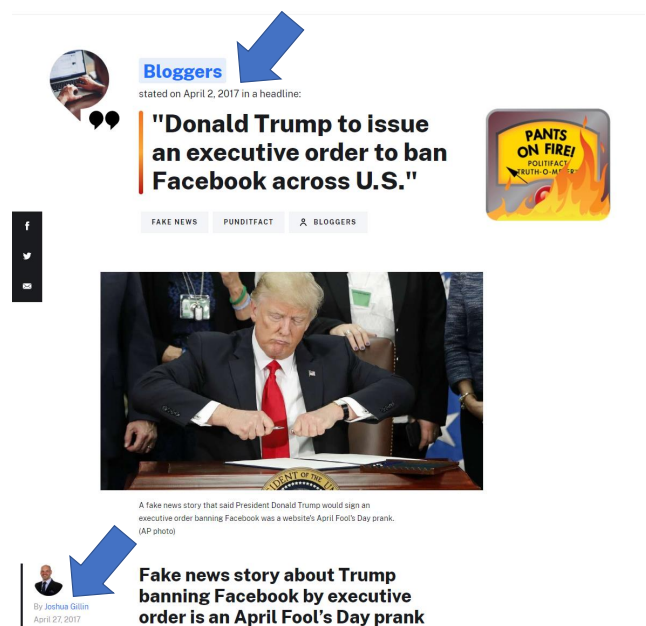 Bloggers
stated on April 2, 2017 in a headline:
"Donald Trump to issue
an executive order to ban
Facebook across U.S."
PANTS
ON FIRE!
POLITIFACT
FAKE NEWS PUNDITFACT BLOGGERS
A fake news story that said President Donald Trump would sign an
executive order banning Facebook was a website's April Fool's Day prank.
(AP photo)
By Joshua Gillin
April 27, 2017
Fake news story about Trump
banning Facebook by executive
order is an April Fool's Day prank